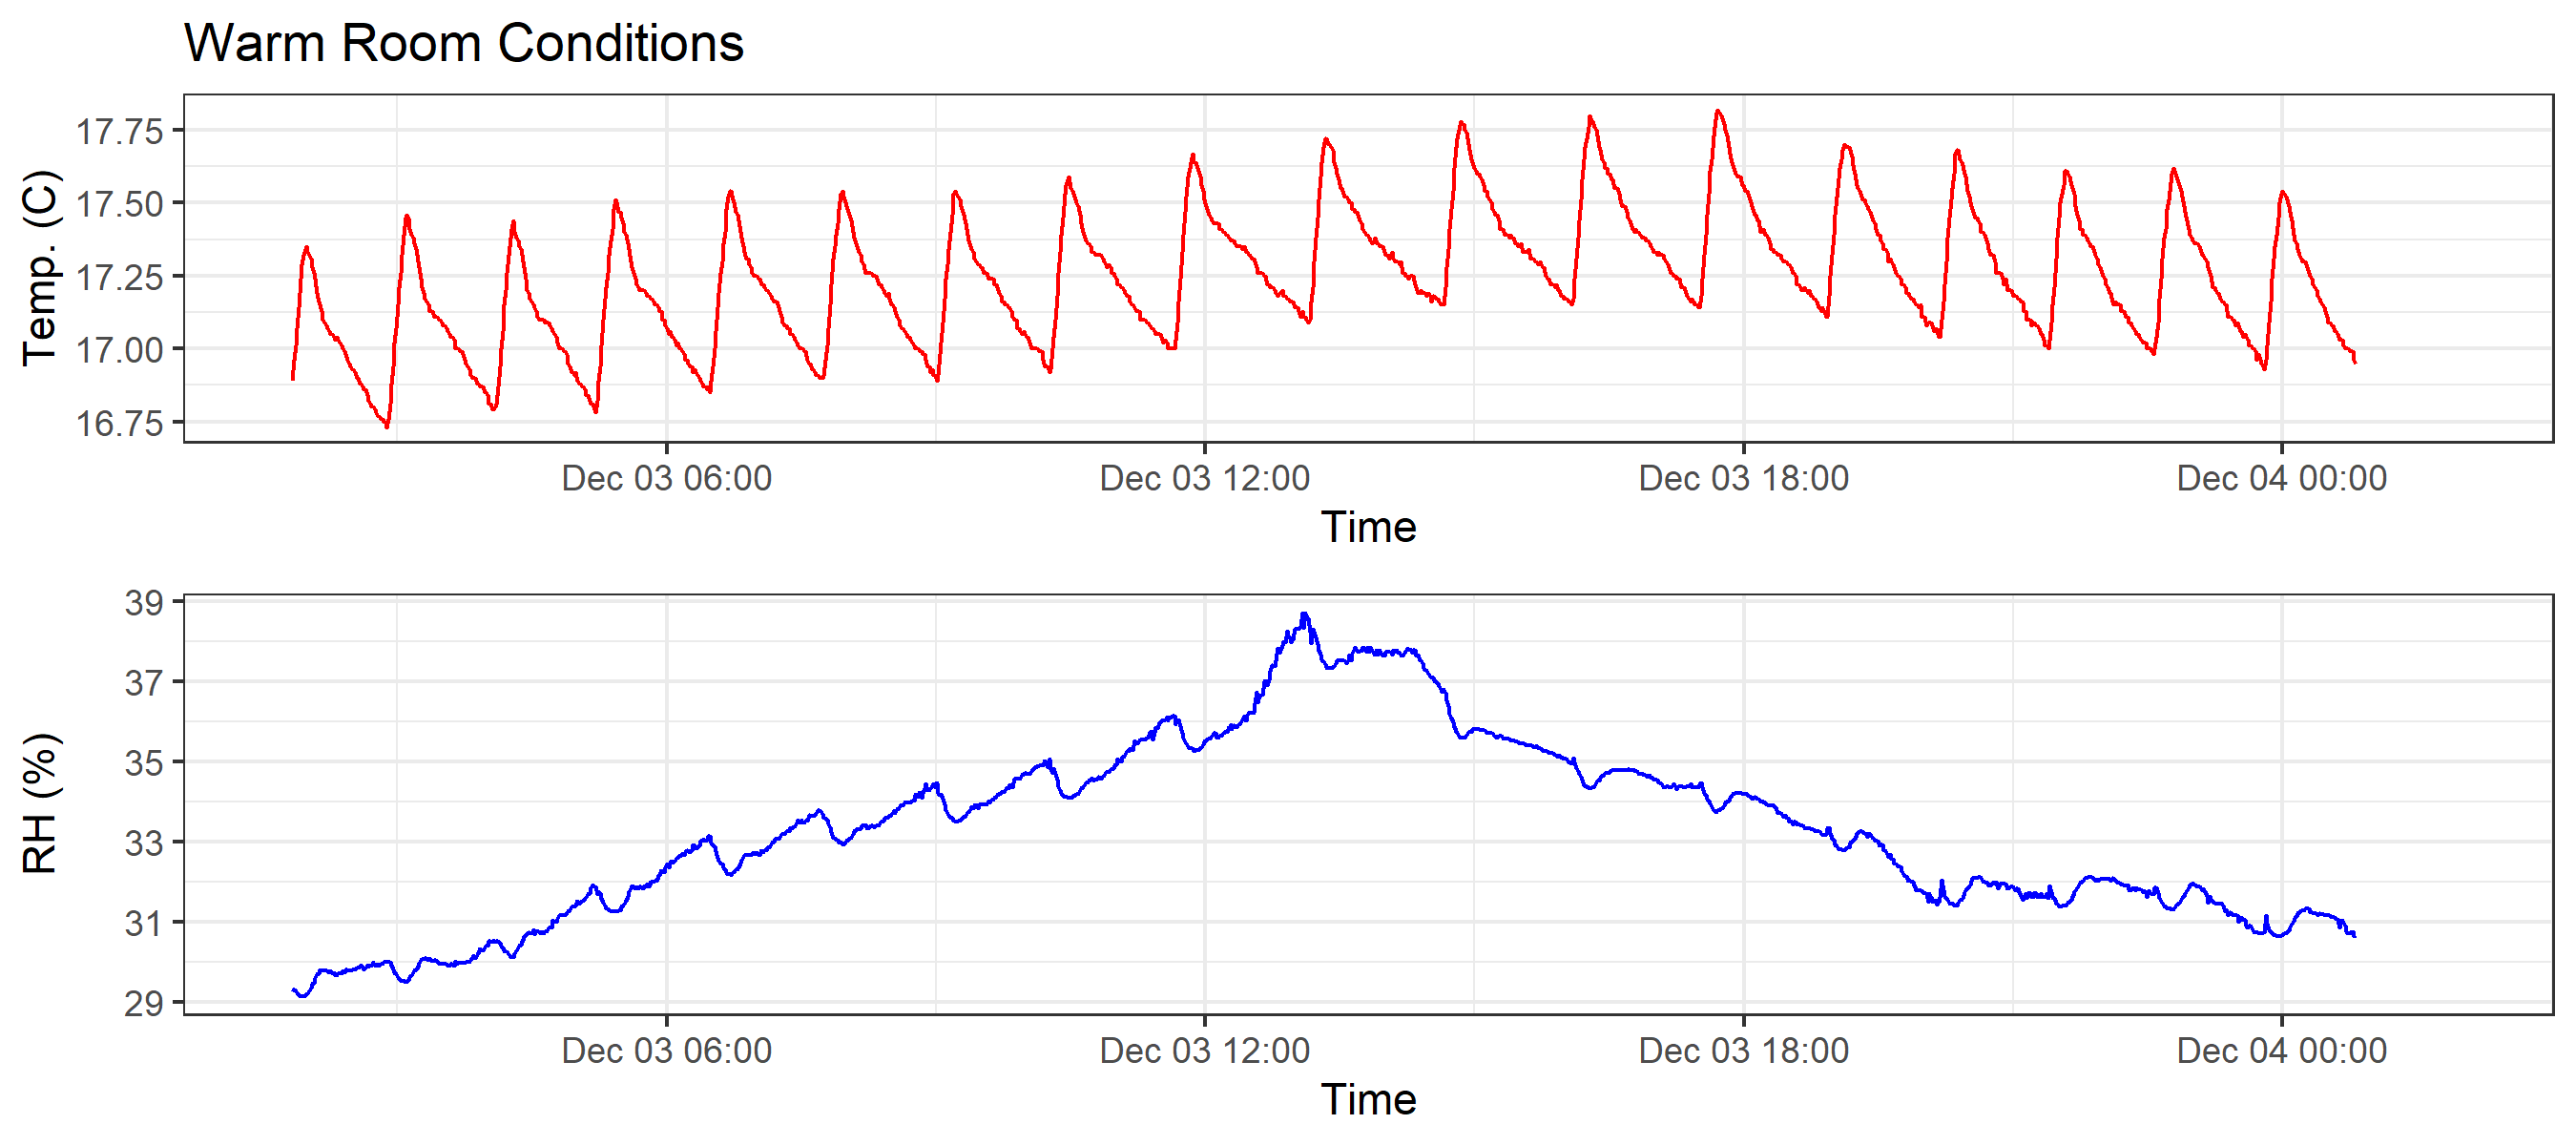 Warm Room Conditions
Temp. (C)
17.75
17.50
17.25
17.00
16.75
Dec 03 06:00 Dec 03 12:00 Dec 03 18:00 Dec 04 00:00
Time
RH (%)
39
37
35
33
31
29
Dec 03 06:00 Dec 03 12:00 Dec 03 18:00 Dec 04 00:00
Time